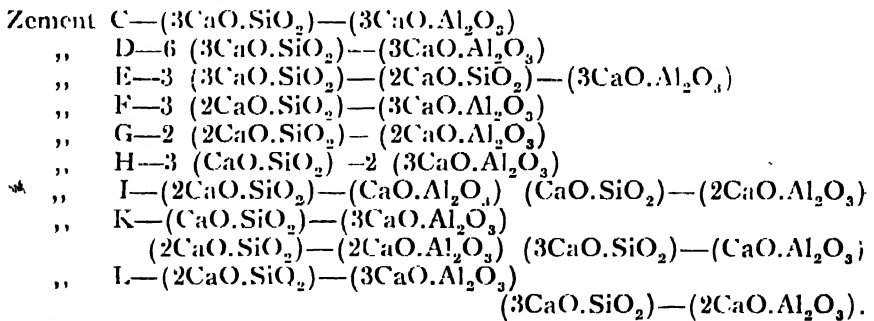 Zement C—(3CaO.SiO₂)—(3CaO.Al₂O₃)
„ D—6 (3CaO.SiO₂)—(3CaO.Al₂O₃)
„ E—3 (3CaO.SiO₂)—(2CaO.SiO₂)—(3CaO.Al₂O₃)
„ F—3 (2CaO.SiO₂)—(3CaO.Al₂O₃)
„ G—2 (2CaO.SiO₂)—(2CaO.Al₂O₃)
„ H—3 (CaO.SiO₂)—2 (3CaO.Al₂O₃)
„ I—(2CaO.SiO₂)—(CaO.Al₂O₃) (CaO.SiO₂)—(2CaO.Al₂O₃)
„ K—(CaO.SiO₂)—(3CaO.Al₂O₃)
(2CaO.SiO₂)—(2CaO.Al₂O₃) (3CaO.SiO₂)—(CaO.Al₂O₃)
„ L—(2CaO.SiO₂)—(3CaO.Al₂O₃)
(3CaO.SiO₂)—(2CaO.Al₂O₃).